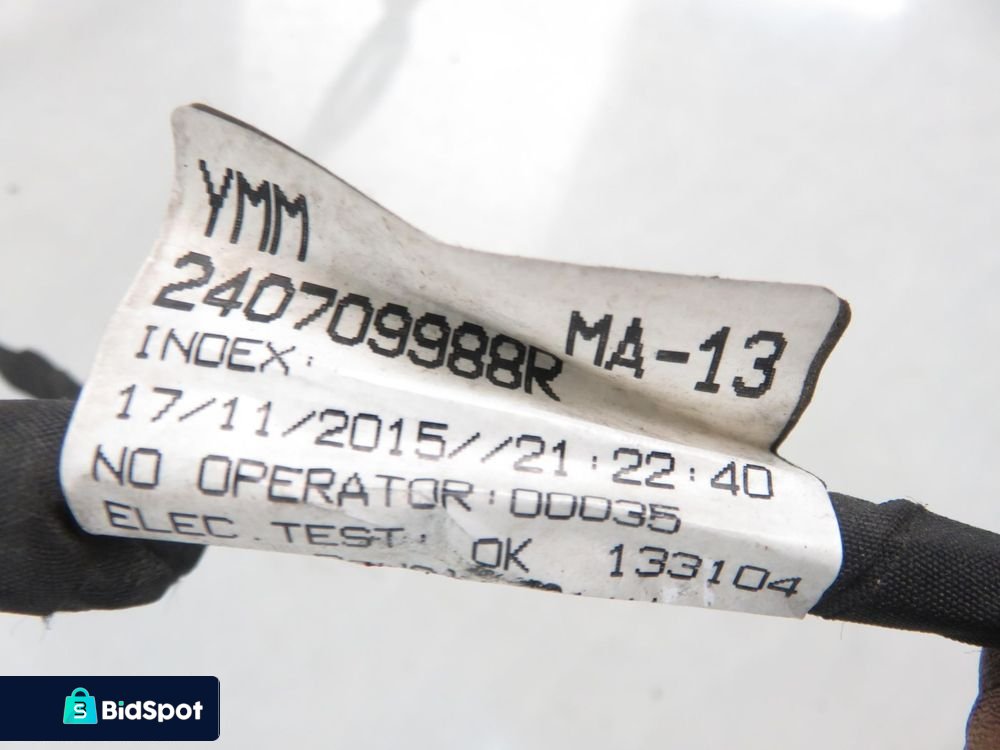 YMM
240709988R MA-13
INDEX:
17/11/2015//21:22:40
NO OPERATOR:00035
ELEC.TEST: OK 133104
BidSpot